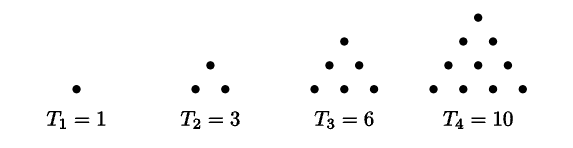 T₁ = 1 T₂ = 3 T₃ = 6 T₄ = 10